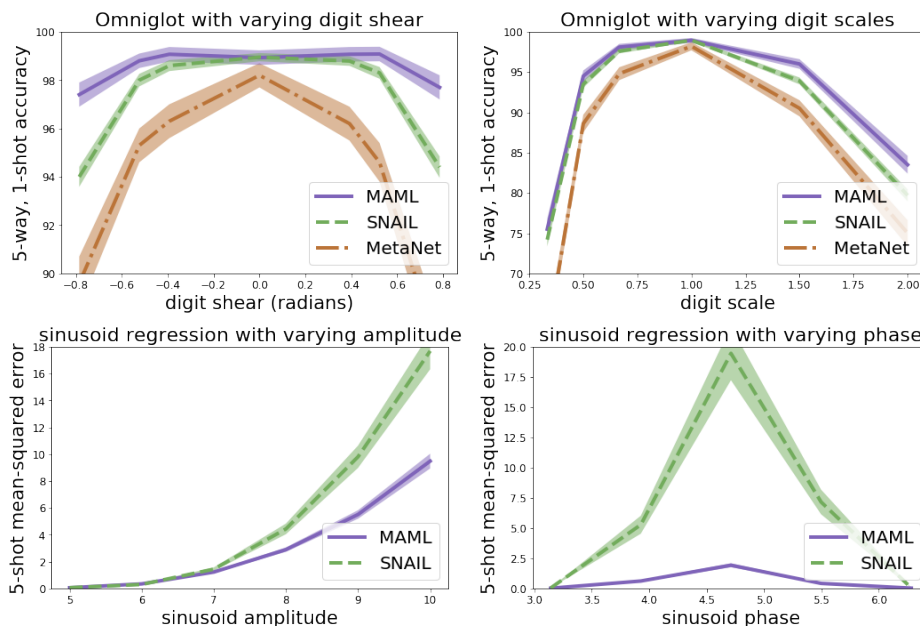 Omniglot with varying digit shear
5-way, 1-shot accuracy
100
98
96
94
92
90
−0.8
−0.6
−0.4
−0.2
0.0
0.2
0.4
0.6
0.8
digit shear (radians)
MAML
SNAIL
MetaNet
Omniglot with varying digit scales
5-way, 1-shot accuracy
100
95
90
85
80
75
70
0.25
0.50
0.75
1.00
1.25
1.50
1.75
2.00
digit scale
MAML
SNAIL
MetaNet
sinusoid regression with varying amplitude
5-shot mean-squared error
18
16
14
12
10
8
6
4
2
0
5
6
7
8
9
10
sinusoid amplitude
MAML
SNAIL
sinusoid regression with varying phase
5-shot mean-squared error
20.0
17.5
15.0
12.5
10.0
7.5
5.0
2.5
0.0
3.0
3.5
4.0
4.5
5.0
5.5
6.0
sinusoid phase
MAML
SNAIL